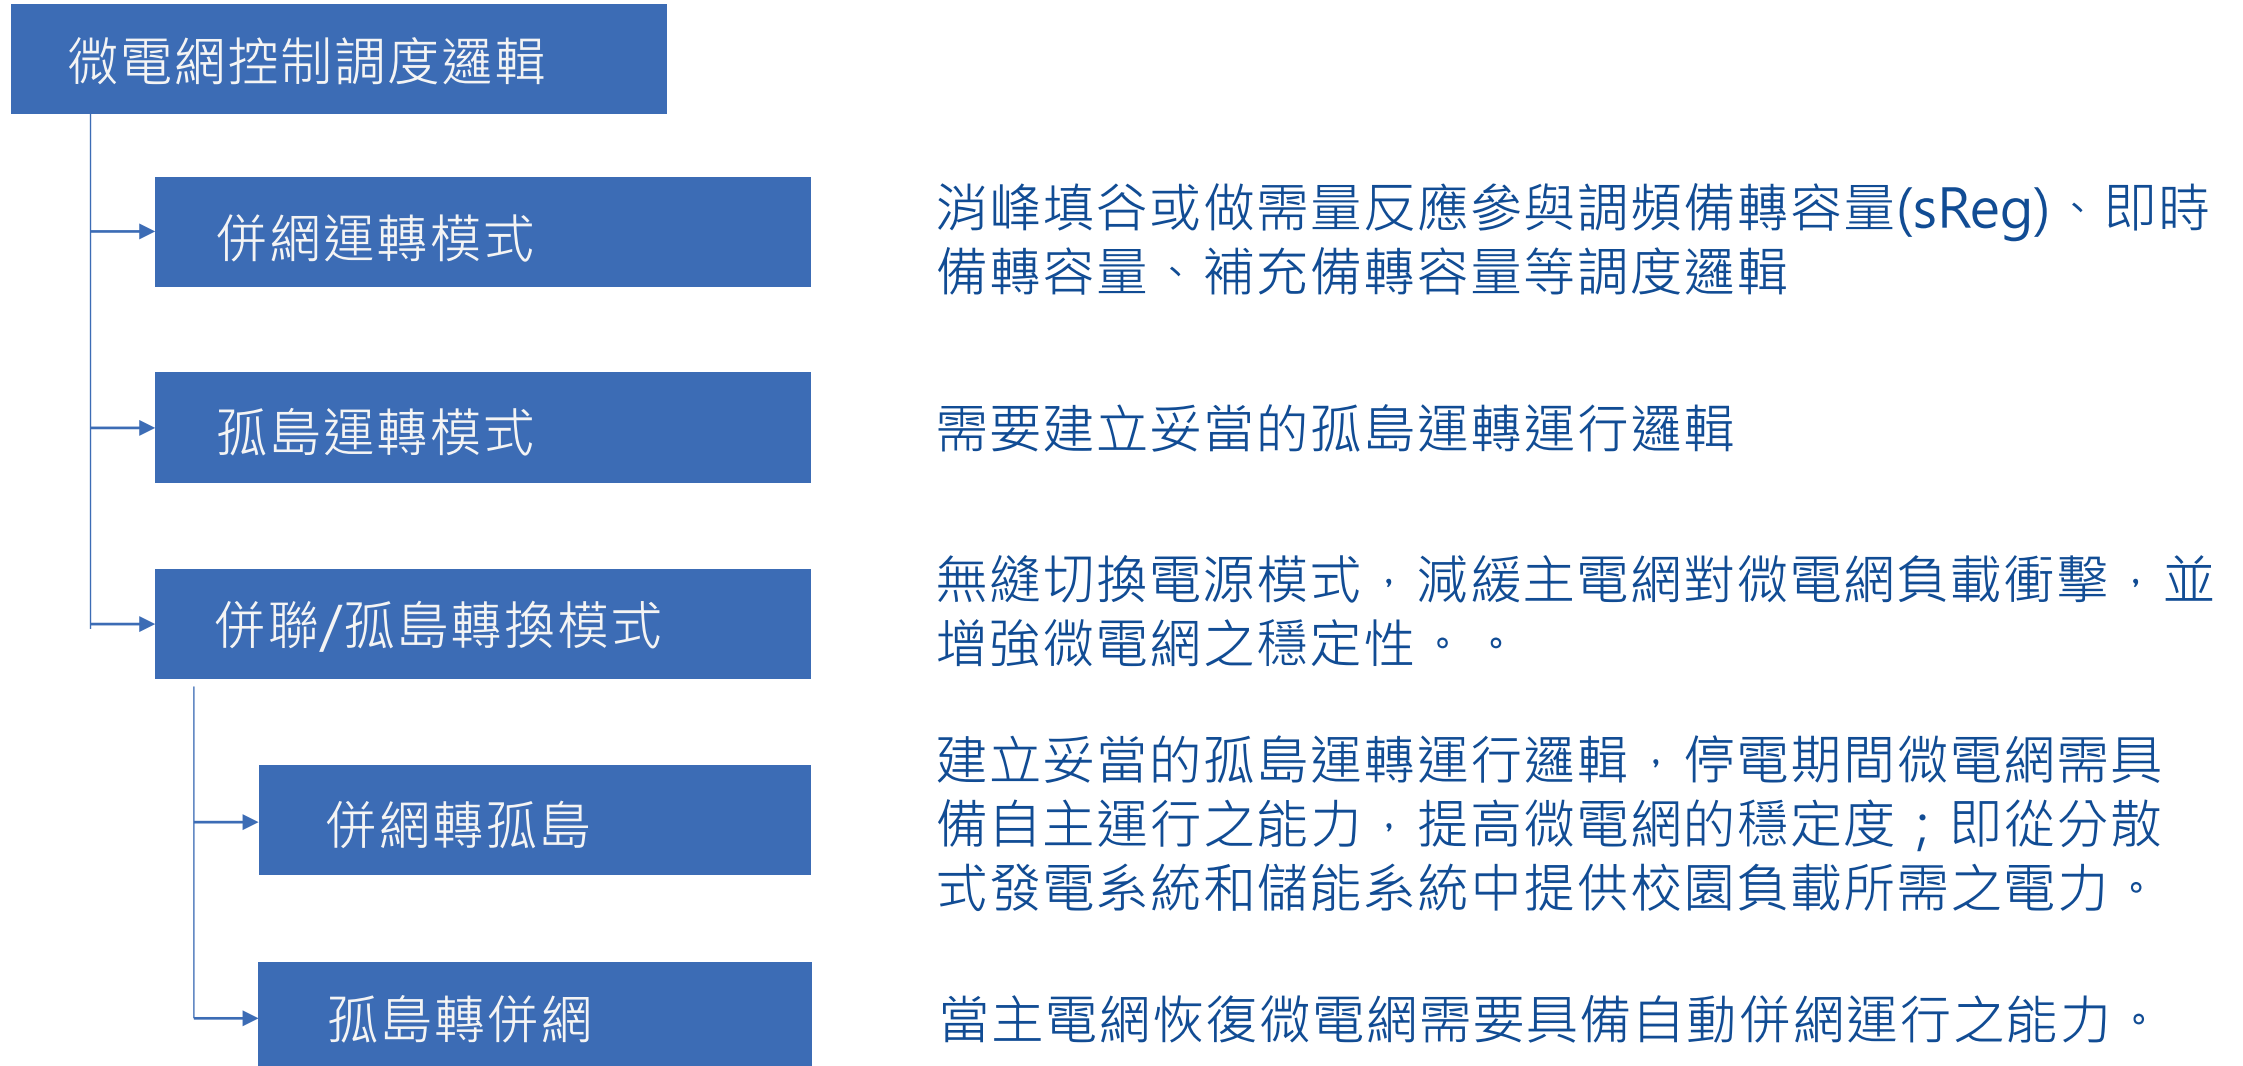 微電網控制調度邏輯
併網運轉模式
消峰填谷或做需量反應參與調頻備轉容量(sReg)、即時
備轉容量、補充備轉容量等調度邏輯
孤島運轉模式
需要建立妥當的孤島運轉運行邏輯
併聯/孤島轉換模式
無縫切換電源模式，減緩主電網對微電網負載衝擊，並
增強微電網之穩定性。。
併網轉孤島
建立妥當的孤島運轉運行邏輯，停電期間微電網需具
備自主運行之能力，提高微電網的穩定度；即從分散
式發電系統和儲能系統中提供校園負載所需之電力。
孤島轉併網
當主電網恢復微電網需要具備自動併網運行之能力。